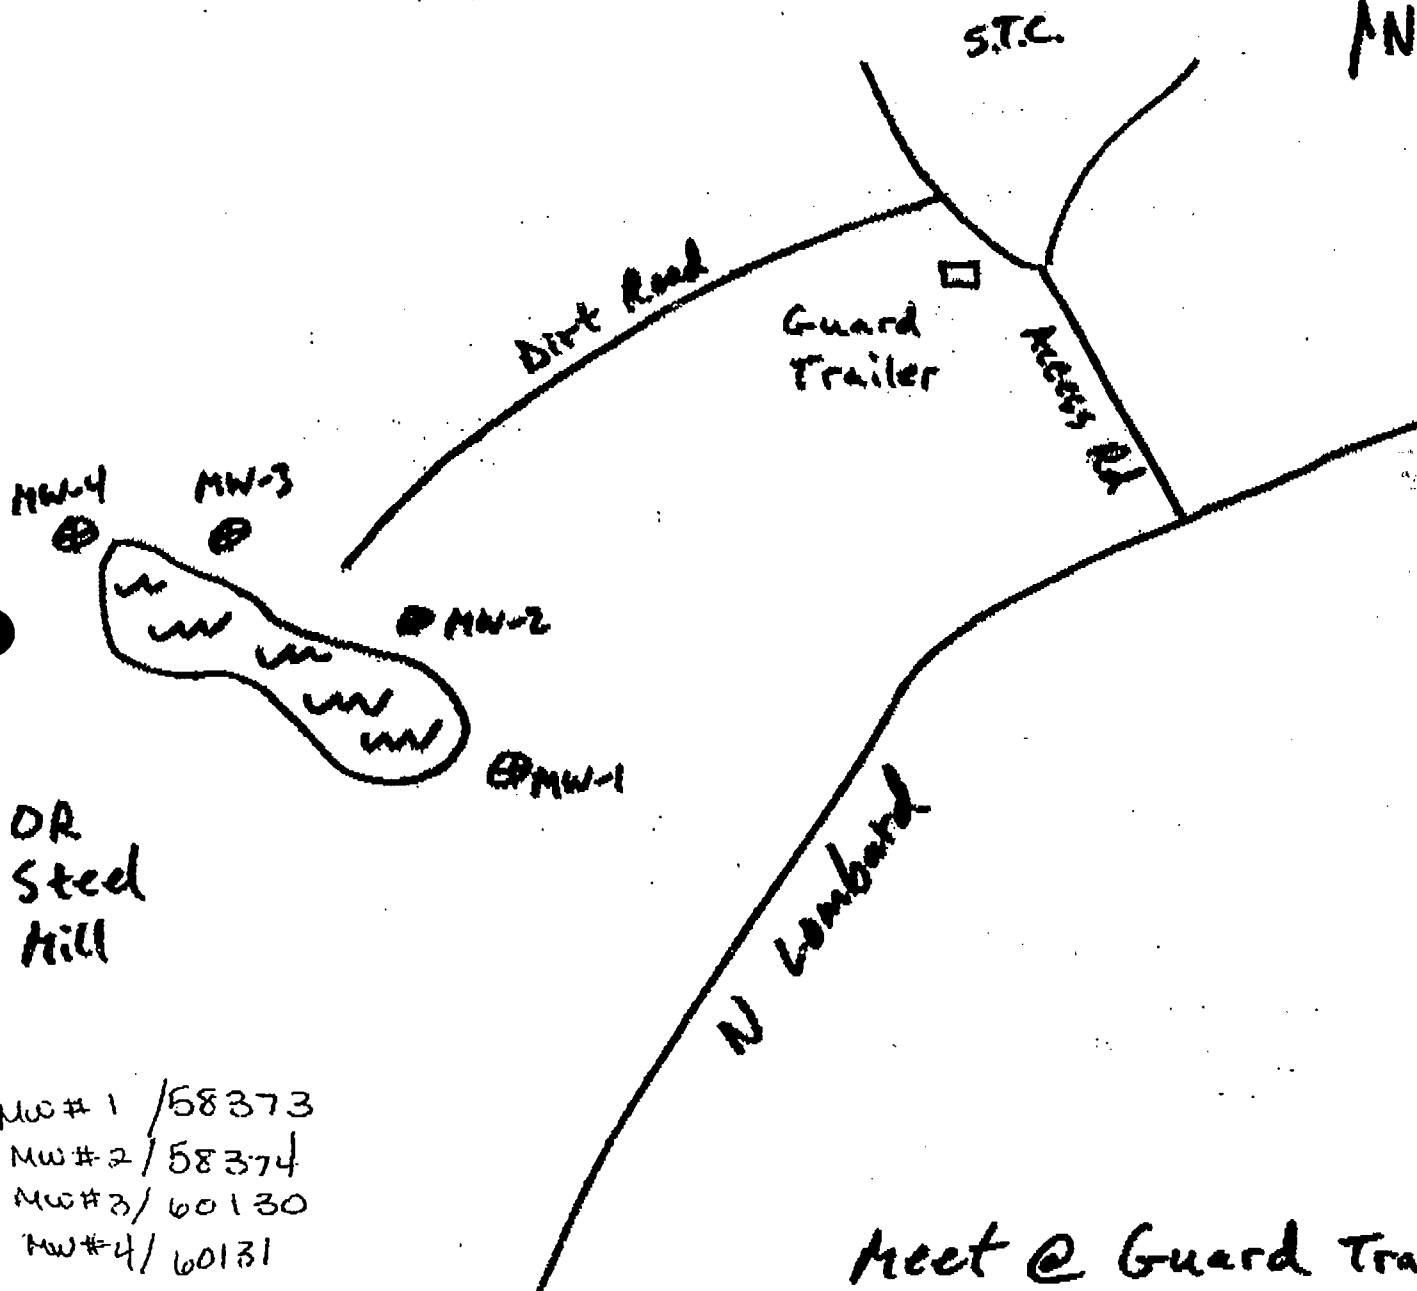 S.T.C.
N
Dirt Road
Guard
Trailer
Access Rd
MW-4
MW-3
MW-2
MW-1
OR
Steel
Mill
N Lombard
MW#1/58373
MW#2/58374
MW#3/60130
MW#4/60131
Meet @ Guard Tra